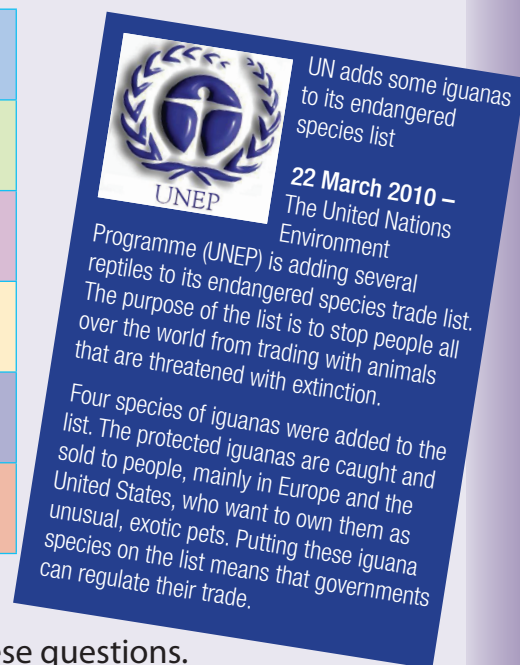 UN adds some iguanas
to its endangered
species list
UNEP
22 March 2010 –
The United Nations
Environment
Programme (UNEP) is adding several
reptiles to its endangered species trade list.
The purpose of the list is to stop people all
over the world from trading with animals
that are threatened with extinction.
Four species of iguanas were added to the
list. The protected iguanas are caught and
sold to people, mainly in Europe and the
United States, who want to own them as
unusual, exotic pets. Putting these iguana
species on the list means that governments
can regulate their trade.
questions.